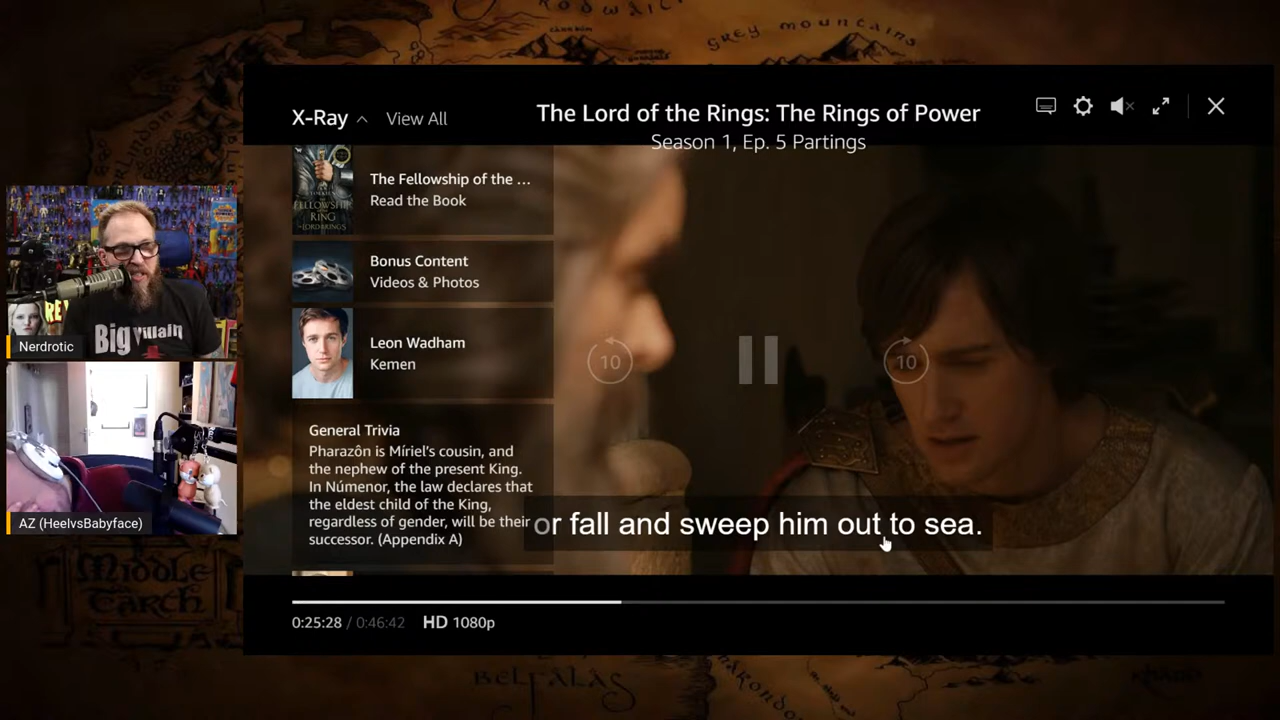 GREY MOUNTAINS
X-Ray
View All
The Lord of the Rings: The Rings of Power
Season 1, Ep. 5 Partings
The Fellowship of the ...
Read the Book
FELLOWSHIP
RING
Bonus Content
Videos & Photos
Leon Wadham
Kemen
General Trivia
Pharazôn is Míriel's cousin, and
the nephew of the present King.
In Númenor, the law declares that
the eldest child of the King,
regardless of gender, will be their
successor. (Appendix A)
10
10
or fall and sweep him out to sea.
0:25:28 / 0:46:42 HD 1080p
Big Villain
Nerdrotic
AZ (HeelvsBabyface)
MIDDLE
EARTH
BELFALAS